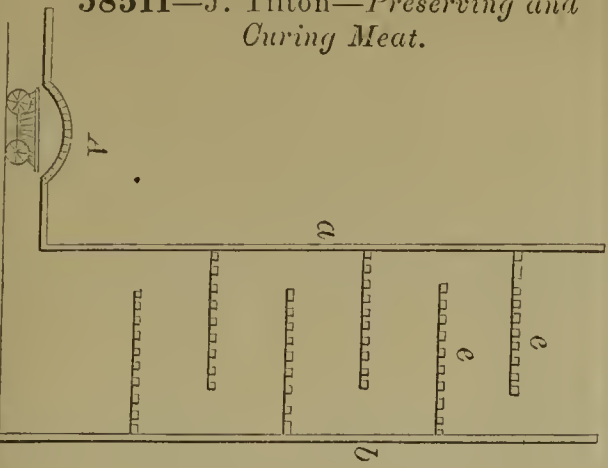 38511—J. Tilton—Preserving and
Curing Meat.
A
a
e
e
b